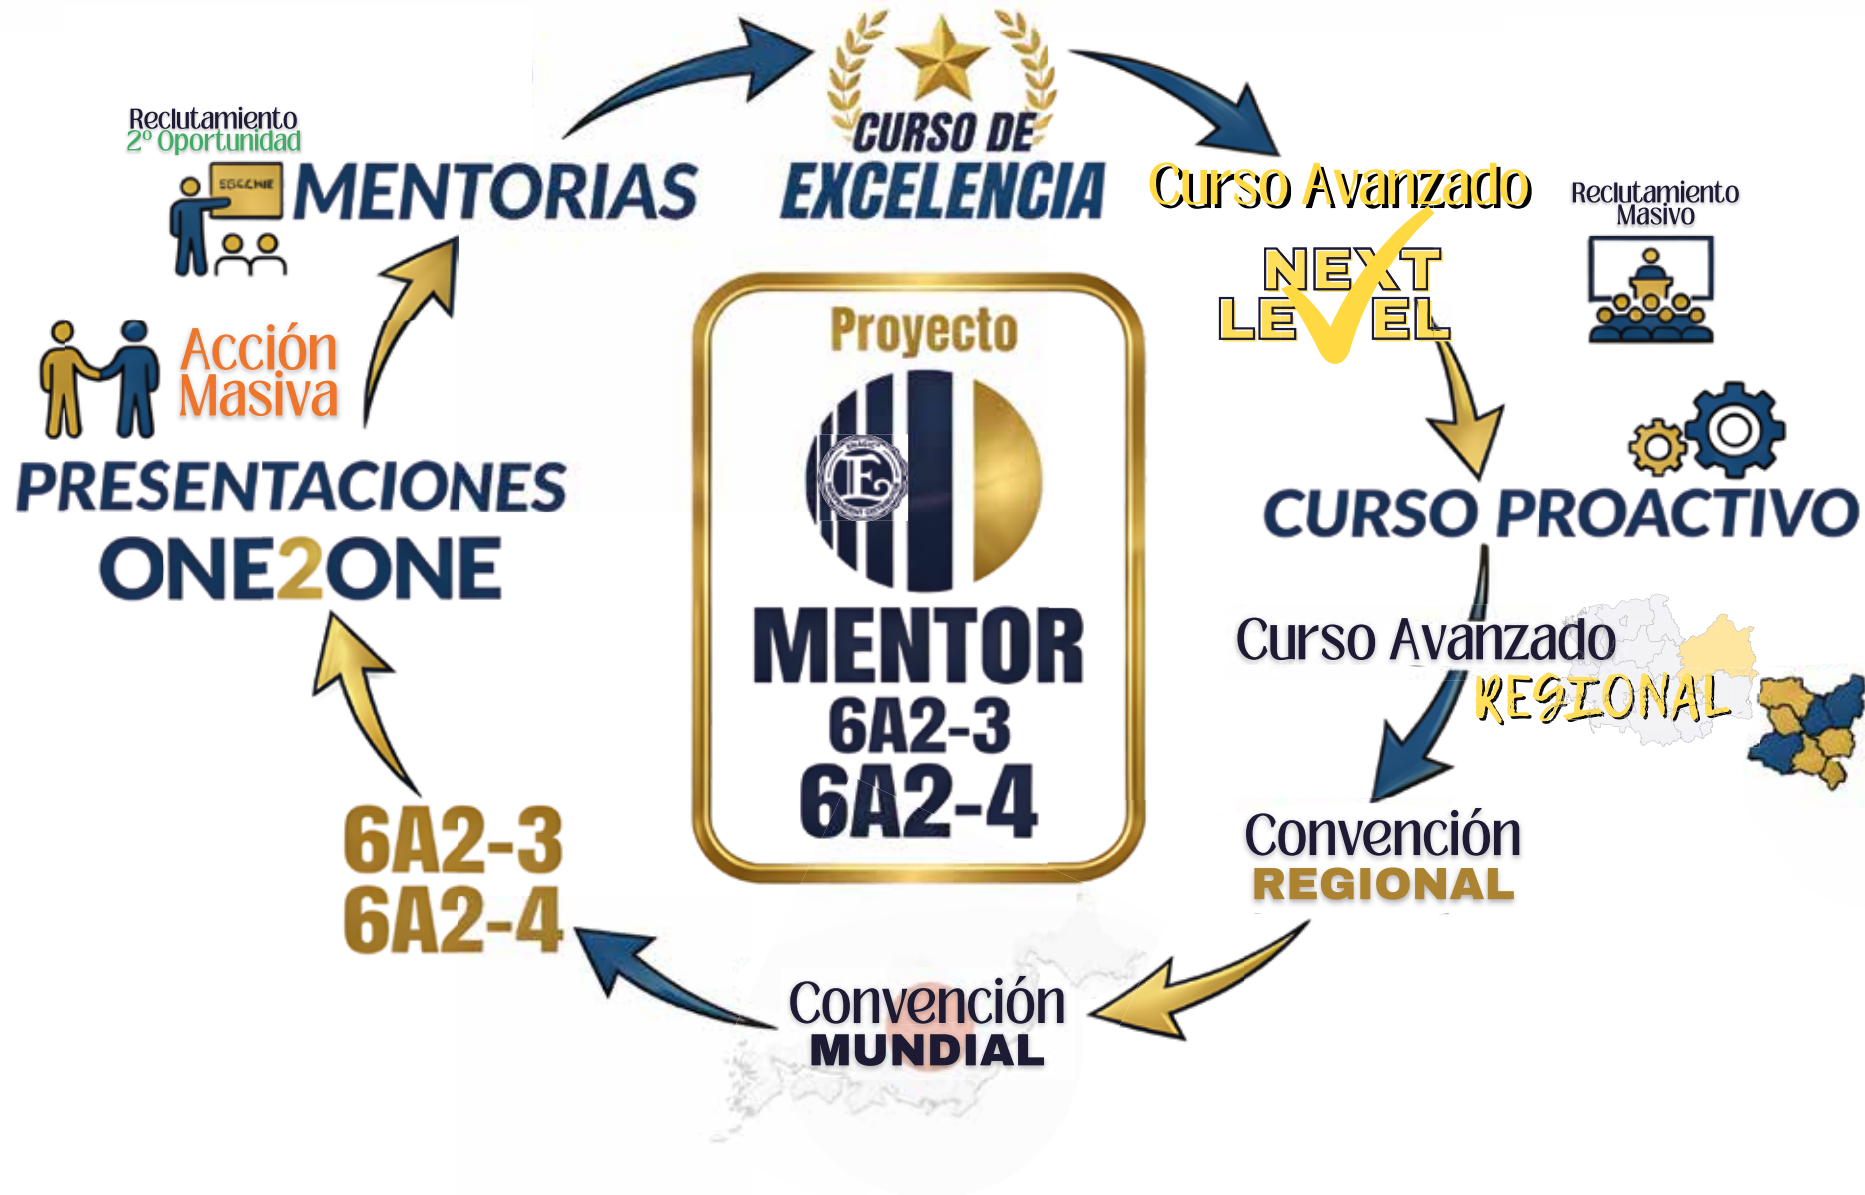 Reclutamiento
2º Oportunidad
MENTORIAS
CURSO DE
EXCELENCIA
Curso Avanzado
NEXT
LEVEL
Reclutamiento
Masivo
Acción
Masiva
PRESENTACIONES
ONE2ONE
Proyecto
E
MENTOR
6A2-3
6A2-4
CURSO PROACTIVO
Curso Avanzado
REGIONAL
Convención
REGIONAL
6A2-3
6A2-4
Convención
MUNDIAL